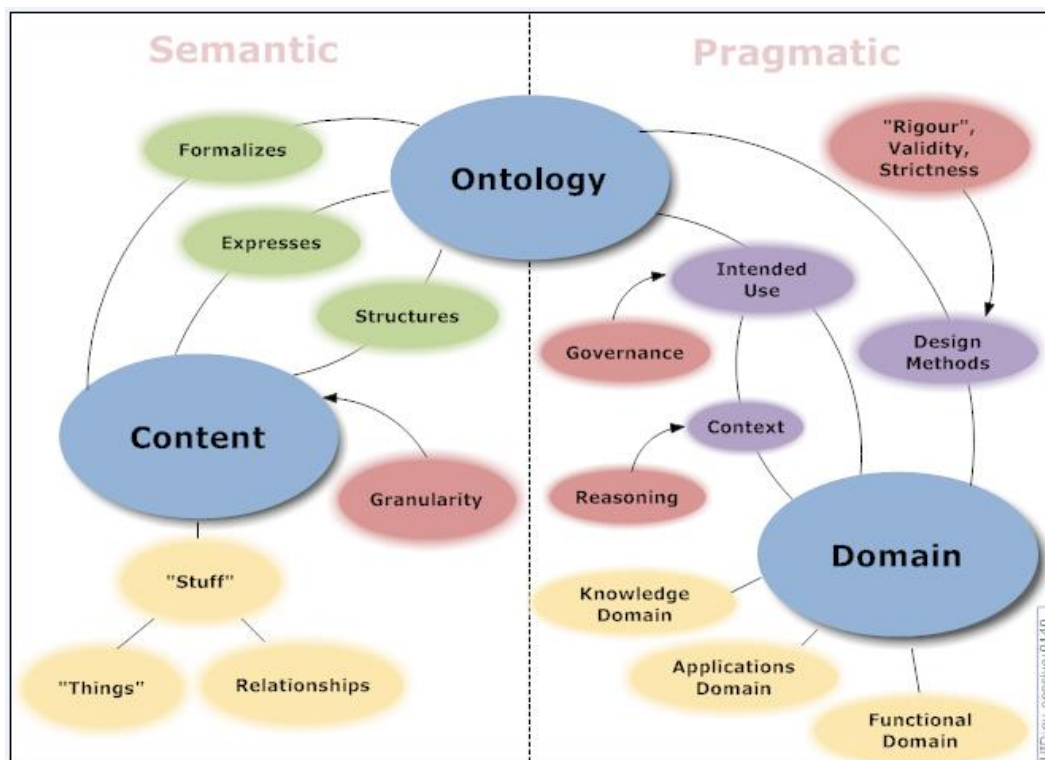 Semantic
Pragmatic
Formalizes
Ontology
"Rigour",
Validity,
Strictness
Expresses
Intended
Use
Structures
Governance
Design
Methods
Content
Context
Granularity
Reasoning
Domain
"Stuff"
Knowledge
Domain
"Things"
Relationships
Applications
Domain
Functional
Domain